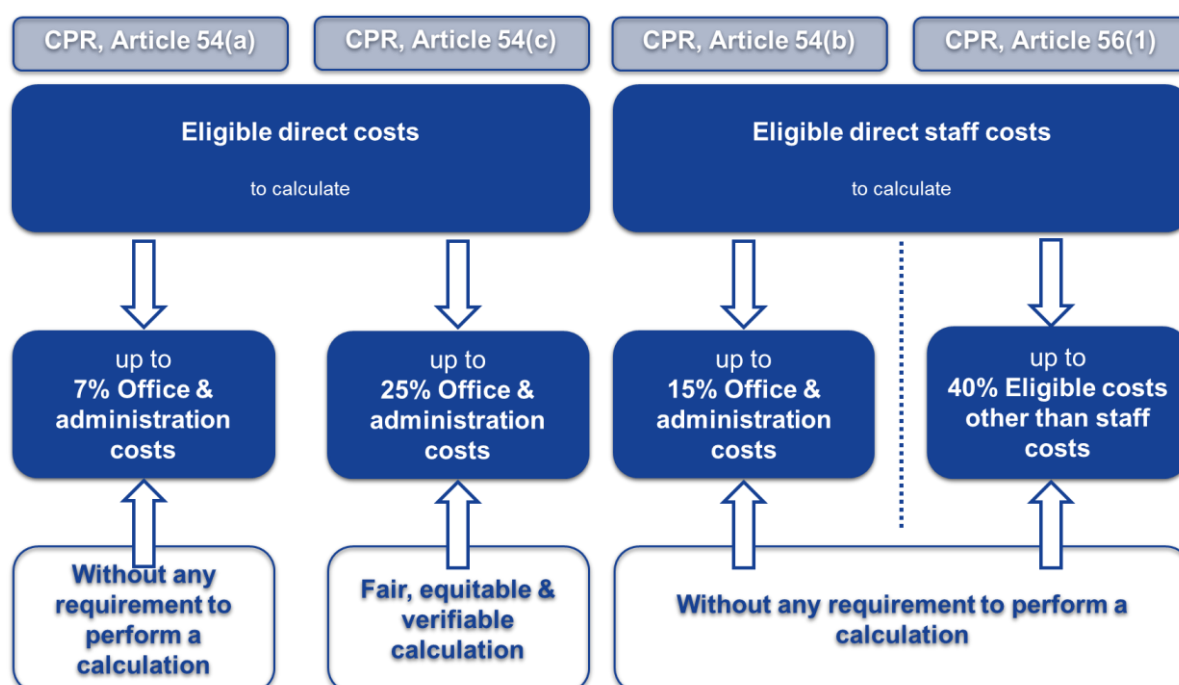 CPR, Article 54(a)
CPR, Article 54(c)
CPR, Article 54(b)
CPR, Article 56(1)
Eligible direct costs
to calculate
Eligible direct staff costs
to calculate
up to
7% Office &
administration
costs
up to
25% Office &
administration
costs
up to
15% Office &
administration
costs
up to
40% Eligible costs
other than staff
costs
Without any
requirement to
perform a
calculation
Fair, equitable &
verifiable
calculation
Without any requirement to perform a
calculation